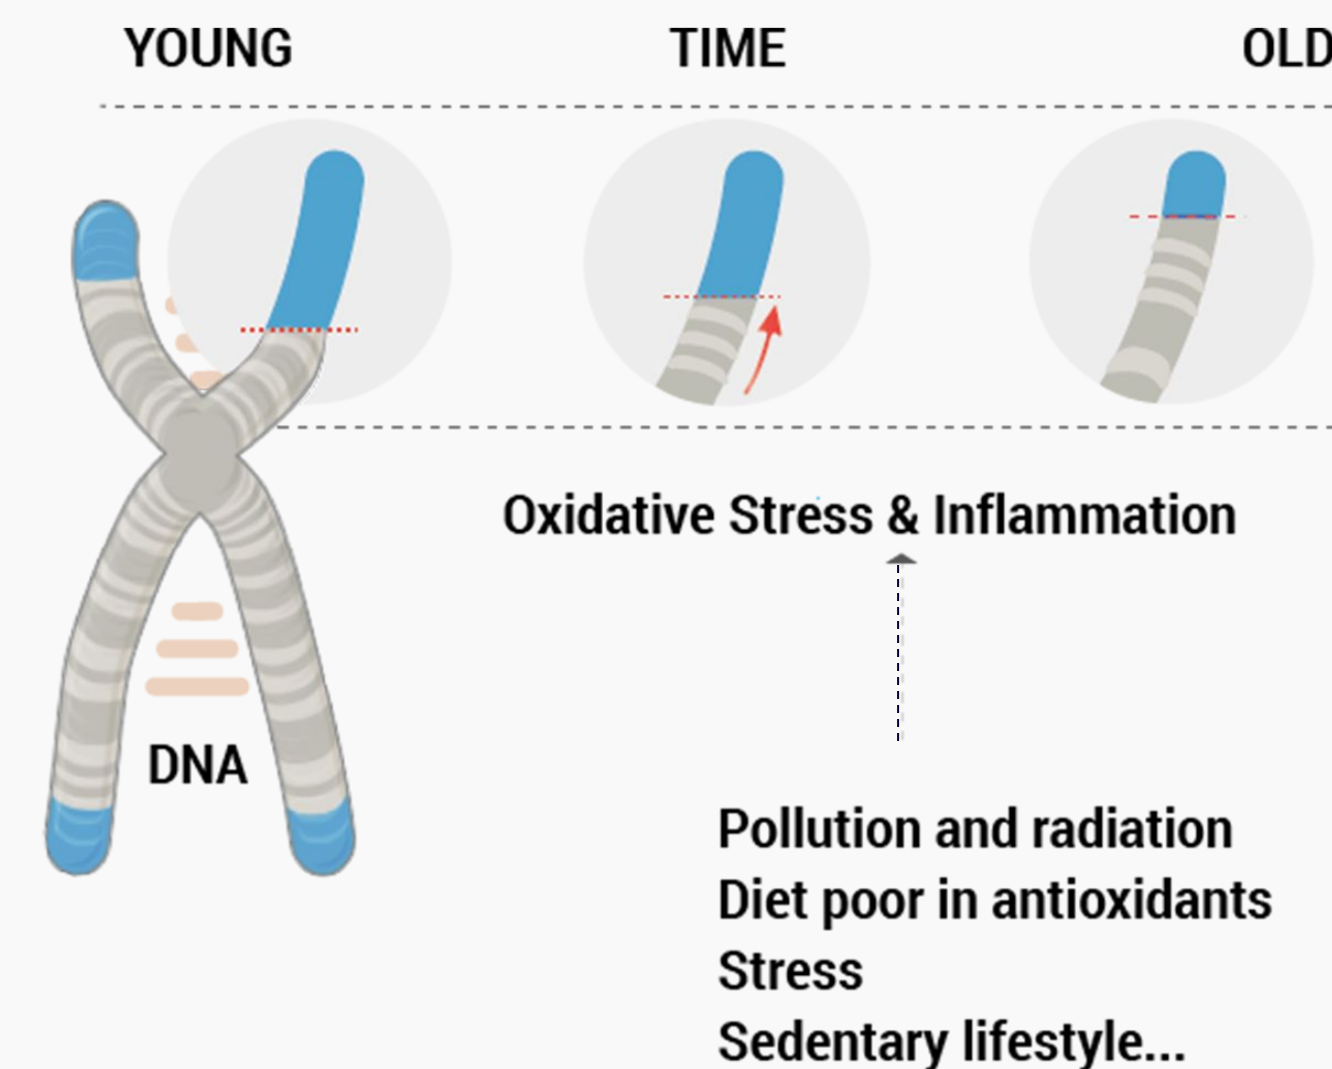 YOUNG TIME OLD
Oxidative Stress & Inflammation
DNA
Pollution and radiation
Diet poor in antioxidants
Stress
Sedentary lifestyle...